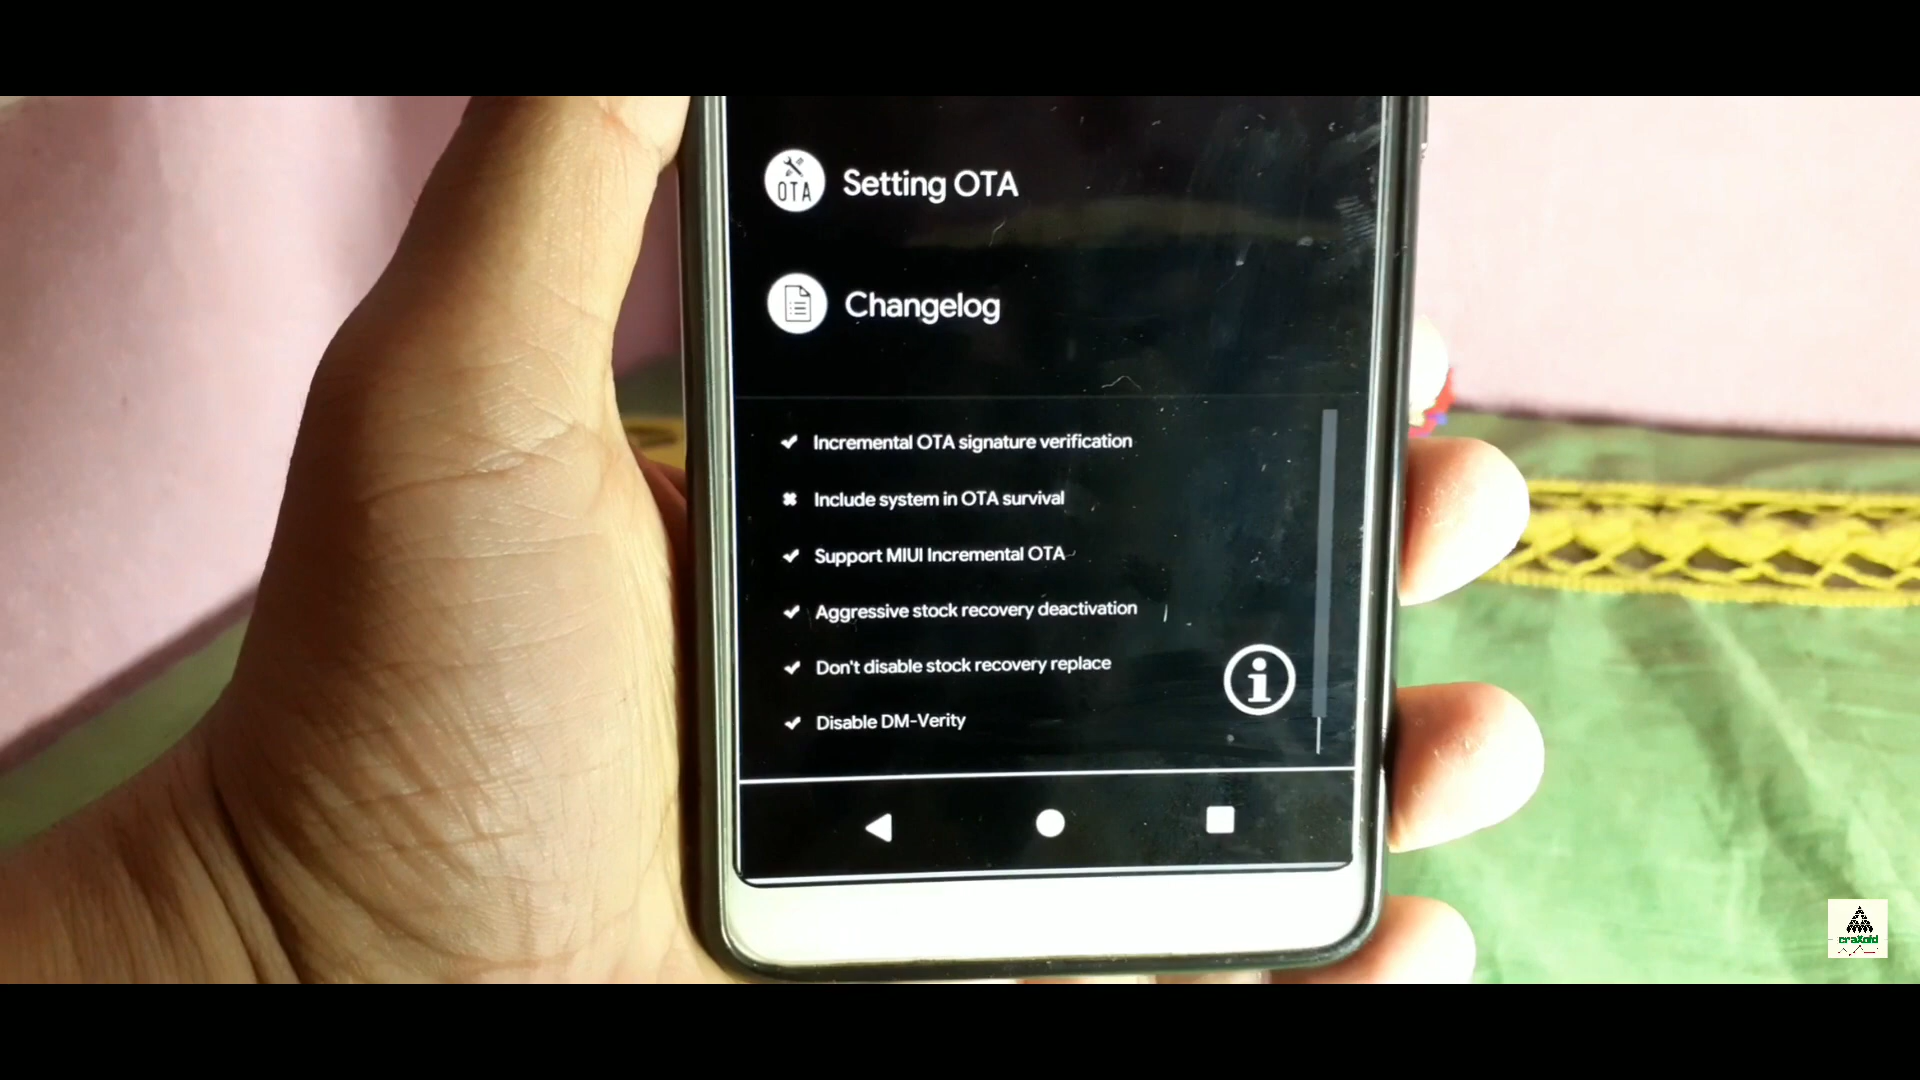 OTA
Setting OTA
Changelog
Incremental OTA signature verification
Include system in OTA survival
Support MIUI Incremental OTA
Aggressive stock recovery deactivation
Don't disable stock recovery replace
Disable DM-Verity
craXoid